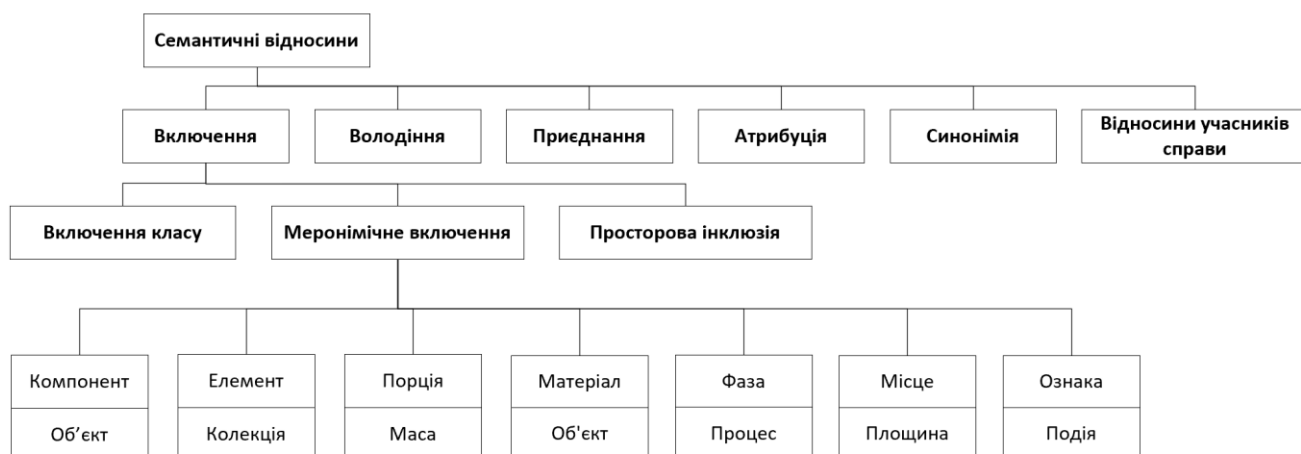 Семантичні відносини
Включення
Володіння
Приєднання
Атрибуція
Синонімія
Відносини учасників
справи
Включення класу
Меронімічне включення
Просторова інклюзія
Компонент
Елемент
Порція
Матеріал
Фаза
Місце
Ознака
Об’єкт
Колекція
Маса
Об'єкт
Процес
Площина
Подія